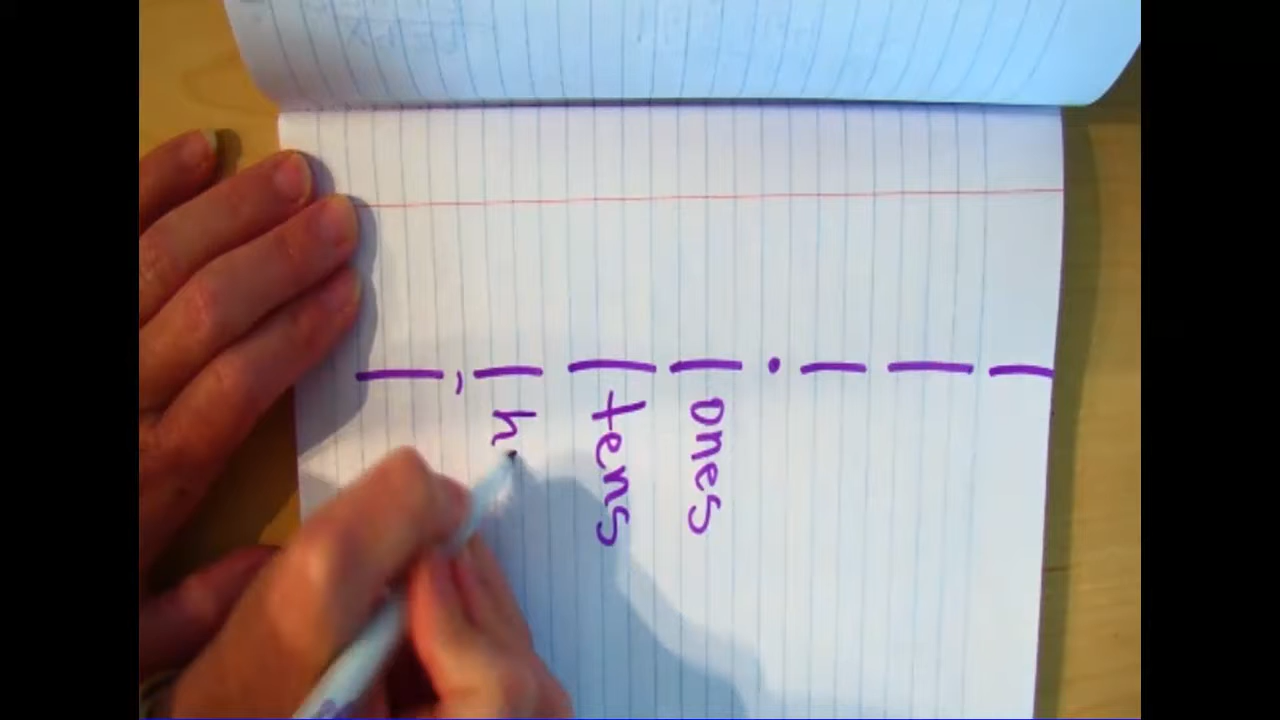 _ , _ _ _ . _ _ _
h
tens
ones